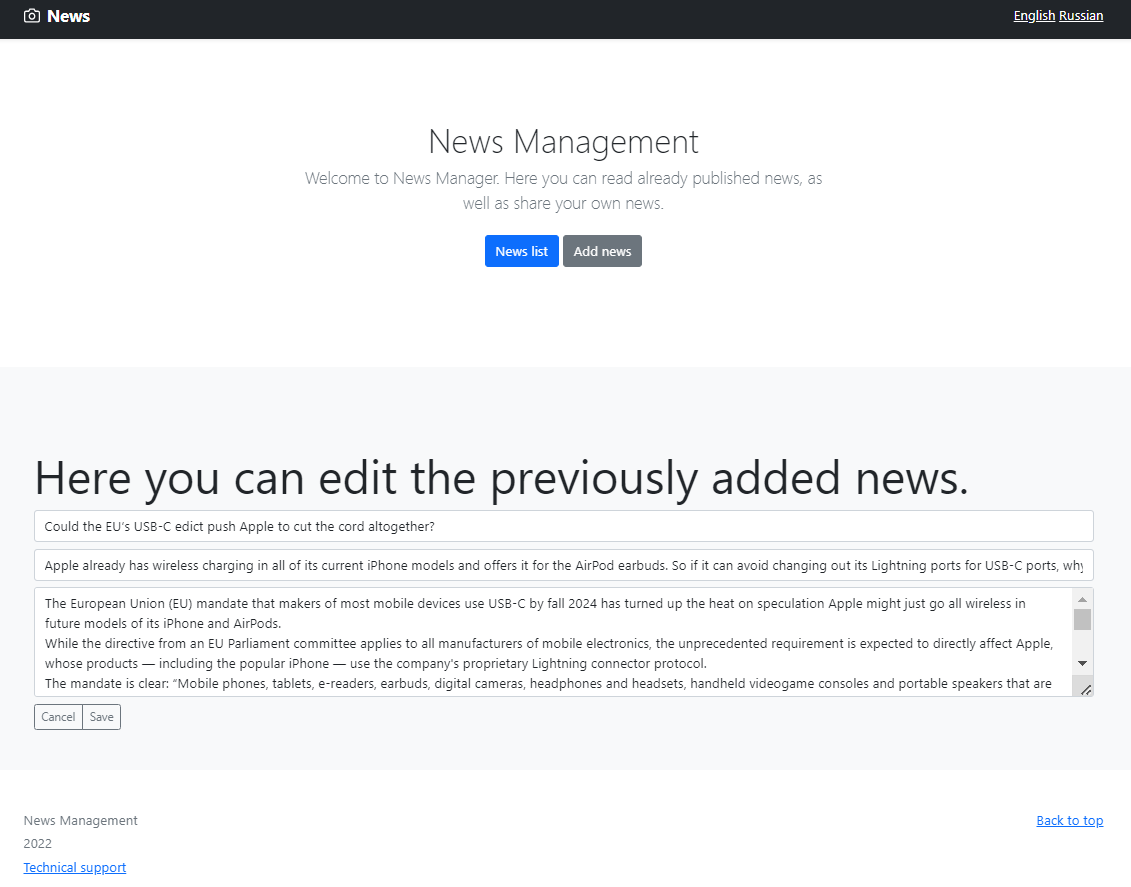 News
English Russian
News Management
Welcome to News Manager. Here you can read already published news, as
well as share your own news.
News list Add news
Here you can edit the previously added news.
Could the EU's USB-C edict push Apple to cut the cord altogether?
Apple already has wireless charging in all of its current iPhone models and offers it for the AirPod earbuds. So if it can avoid changing out its Lightning ports for USB-C ports, why
The European Union (EU) mandate that makers of most mobile devices use USB-C by fall 2024 has turned up the heat on speculation Apple might just go all wireless in
future models of its iPhone and AirPods.
While the directive from an EU Parliament committee applies to all manufacturers of mobile electronics, the unprecedented requirement is expected to directly affect Apple,
whose products — including the popular iPhone — use the company's proprietary Lightning connector protocol.
The mandate is clear: “Mobile phones, tablets, e-readers, earbuds, digital cameras, headphones and headsets, handheld videogame consoles and portable speakers that are
Cancel Save
News Management
Back to top
2022
Technical support